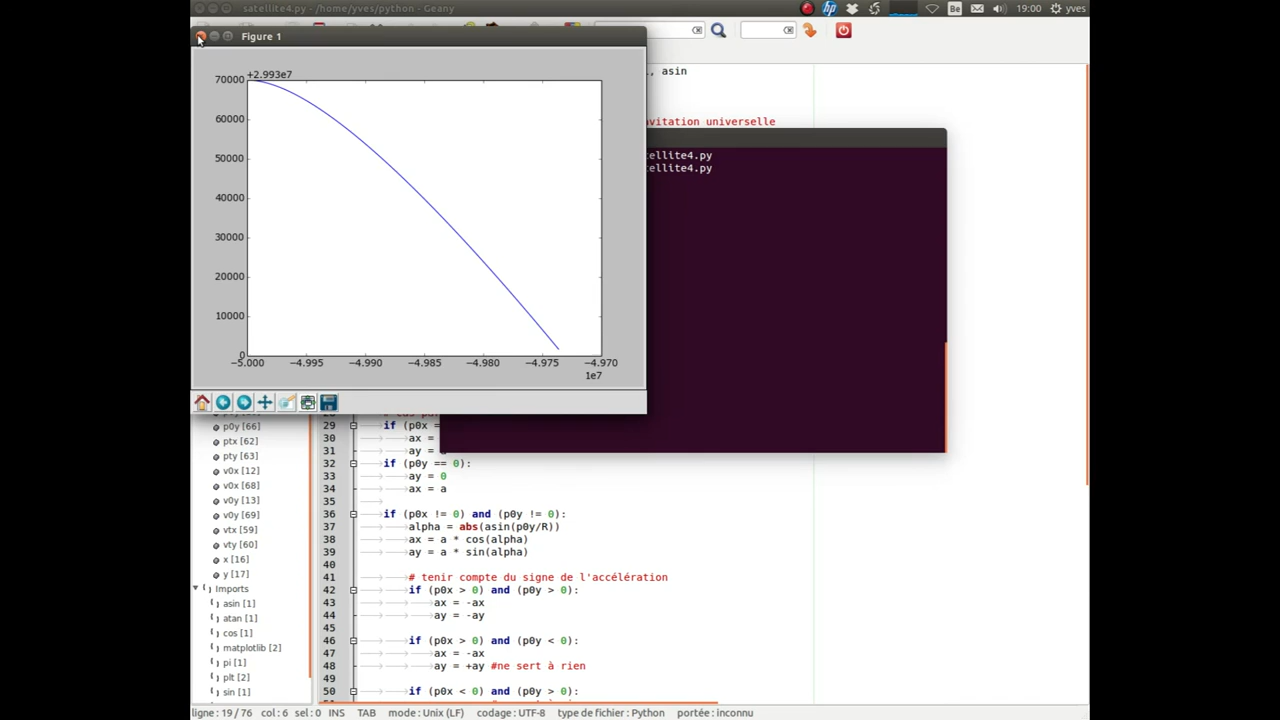 satellite4.py - /home/yves/python - Geany
Be
19:00
yves
Figure 1
+2.993e7
70000
60000
50000
40000
30000
20000
10000
0
−5.000
−4.995
−4.990
−4.985
−4.980
−4.975
−4.970
1e7
, asin
avitation universelle
tellite4.py
tellite4.py
p0y [66]
ptx [62]
pty [63]
v0x [12]
v0x [68]
v0y [13]
v0y [69]
vtx [59]
vty [60]
x [16]
y [17]
Imports
asin [1]
atan [1]
cos [1]
matplotlib [2]
pi [1]
plt [2]
sin [1]
29 if (p0x =
30 ax =
31 ay =
32 if (p0y == 0):
33 ay = 0
34 ax = a
35
36 if (p0x != 0) and (p0y != 0):
37 alpha = abs(asin(p0y/R))
38 ax = a * cos(alpha)
39 ay = a * sin(alpha)
40
41 # tenir compte du signe de l'accélération
42 if (p0x > 0) and (p0y > 0):
43 ax = -ax
44 ay = -ay
45
46 if (p0x > 0) and (p0y < 0):
47 ax = -ax
48 ay = +ay #ne sert à rien
49
50 if (p0x < 0) and (p0y > 0):
ligne : 19 / 76 col : 6 sel : 0 INS TAB mode : Unix (LF) codage : UTF-8 type de fichier : Python portée : inconnu